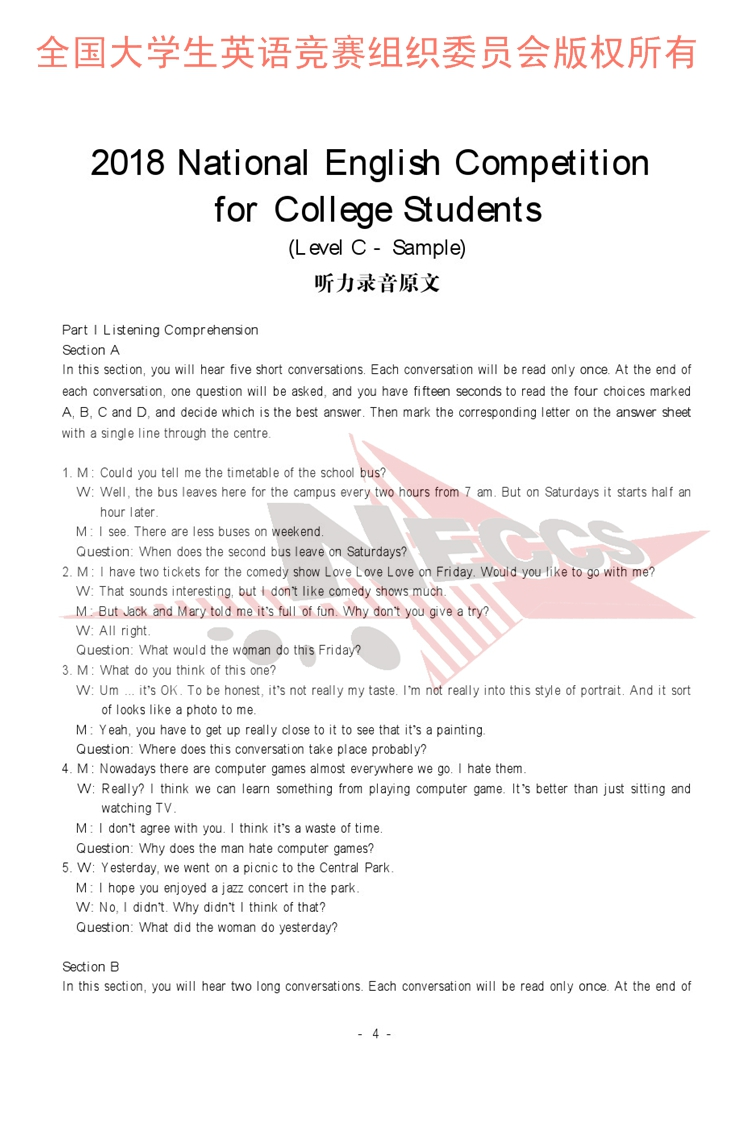 全国大学生英语竞赛组织委员会版权所有
2018 National English Competition
for College Students
(Level C - Sample)
听力录音原文
Part I Listening Comprehension
Section A
In this section, you will hear five short conversations. Each conversation will be read only once. At the end of
each conversation, one question will be asked, and you have fifteen seconds to read the four choices marked
A, B, C and D, and decide which is the best answer. Then mark the corresponding letter on the answer sheet
with a single line through the centre.
1. M: Could you tell me the timetable of the school bus?
W: Well, the bus leaves here for the campus every two hours from 7 am. But on Saturdays it starts half an
hour later.
M: I see. There are less buses on weekend.
Question: When does the second bus leave on Saturdays?
2. M: I have two tickets for the comedy show Love Love Love on Friday. Would you like to go with me?
W: That sounds interesting, but I don't like comedy shows much.
M: But Jack and Mary told me it's full of fun. Why don't you give a try?
W: All right.
Question: What would the woman do this Friday?
3. M: What do you think of this one?
W: Um ... it's OK. To be honest, it's not really my taste. I'm not really into this style of portrait. And it sort
of looks like a photo to me.
M: Yeah, you have to get up really close to it to see that it's a painting.
Question: Where does this conversation take place probably?
4. M: Nowadays there are computer games almost everywhere we go. I hate them.
W: Really? I think we can learn something from playing computer game. It's better than just sitting and
watching TV.
M: I don't agree with you. I think it's a waste of time.
Question: Why does the man hate computer games?
5. W: Yesterday, we went on a picnic to the Central Park.
M: I hope you enjoyed a jazz concert in the park.
W: No, I didn't. Why didn't I think of that?
Question: What did the woman do yesterday?
Section B
In this section, you will hear two long conversations. Each conversation will be read only once. At the end of
- 4 -
NECCS